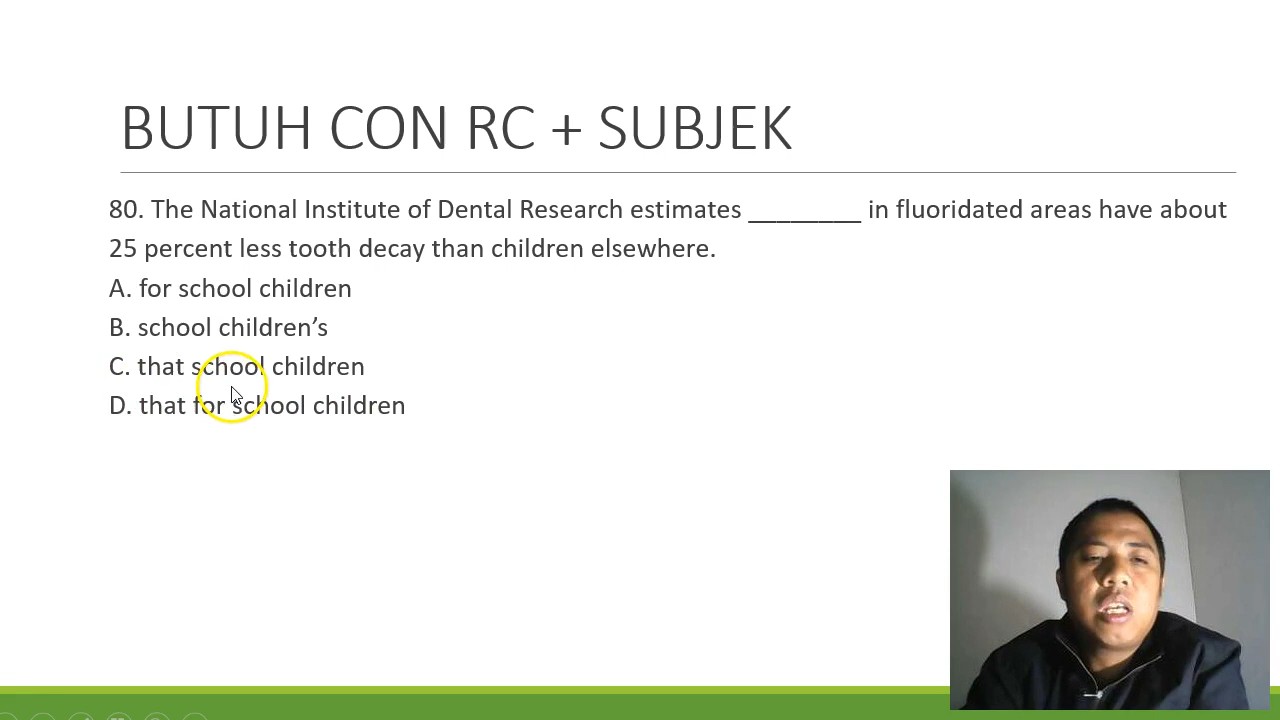 BUTUH CON RC + SUBJEK
80. The National Institute of Dental Research estimates ________ in fluoridated areas have about
25 percent less tooth decay than children elsewhere.
A. for school children
B. school children’s
C. that school children
D. that for school children